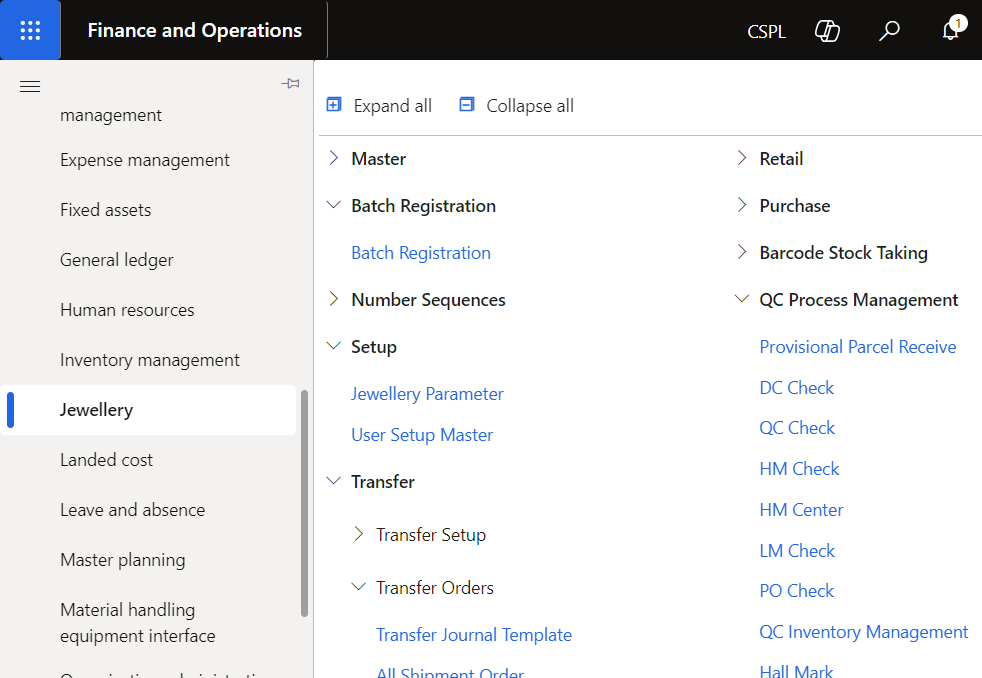 Finance and Operations
CSPL
1
management
Expense management
Fixed assets
General ledger
Human resources
Inventory management
Jewellery
Landed cost
Leave and absence
Master planning
Material handling
equipment interface
Expand all
Collapse all
Master
Batch Registration
Batch Registration
Number Sequences
Setup
Jewellery Parameter
User Setup Master
Transfer
Transfer Setup
Transfer Orders
Transfer Journal Template
All Shipment Order
Retail
Purchase
Barcode Stock Taking
QC Process Management
Provisional Parcel Receive
DC Check
QC Check
HM Check
HM Center
LM Check
PO Check
QC Inventory Management
Hall Mark